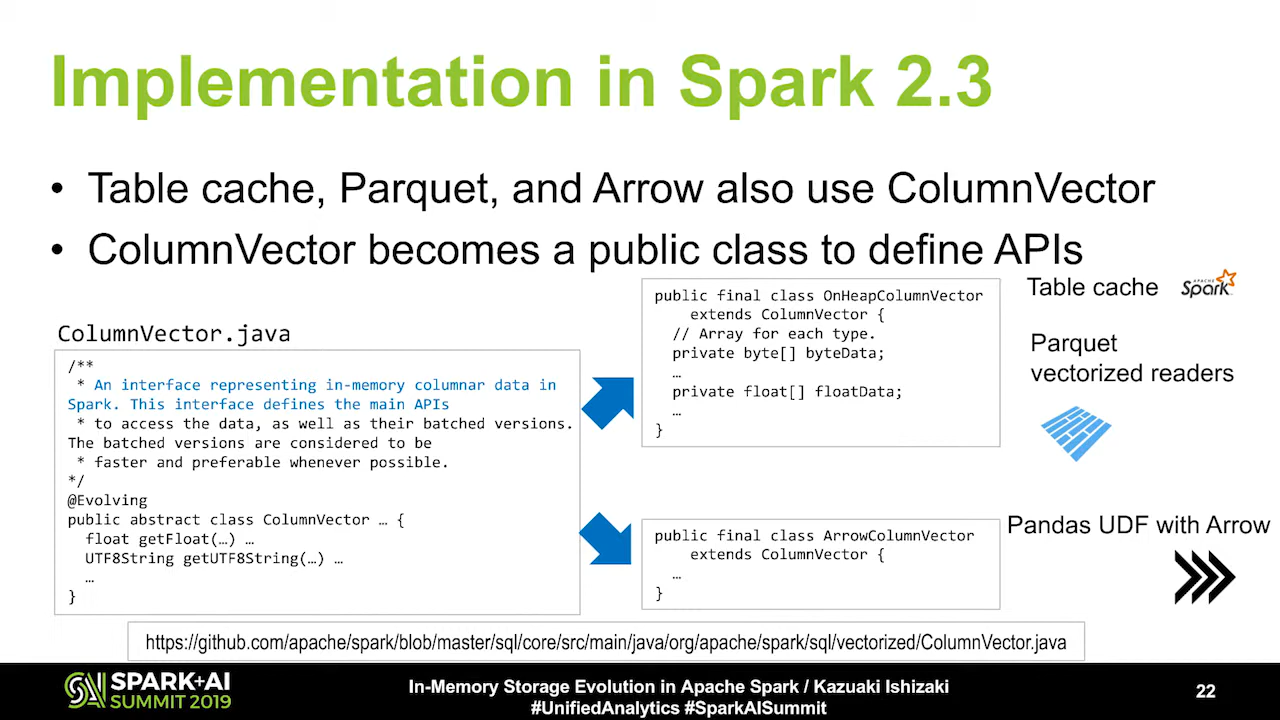 Implementation in Spark 2.3
• Table cache, Parquet, and Arrow also use ColumnVector
• ColumnVector becomes a public class to define APIs
ColumnVector.java
/**
 * An interface representing in-memory columnar data in
Spark. This interface defines the main APIs
 * to access the data, as well as their batched versions.
The batched versions are considered to be
 * faster and preferable whenever possible.
*/
@Evolving
public abstract class ColumnVector … {
  float getFloat(…) …
  UTF8String getUTF8String(…) …
  …
}
public final class OnHeapColumnVector
    extends ColumnVector {
  // Array for each type.
  private byte[] byteData;
  …
  private float[] floatData;
  …
}
Table cache
APACHE
Spark
Parquet
vectorized readers
public final class ArrowColumnVector
    extends ColumnVector {
  …
}
Pandas UDF with Arrow
https://github.com/apache/spark/blob/master/sql/core/src/main/java/org/apache/spark/sql/vectorized/ColumnVector.java
SPARK+AI
SUMMIT 2019
In-Memory Storage Evolution in Apache Spark / Kazuaki Ishizaki
#UnifiedAnalytics #SparkAISummit
22